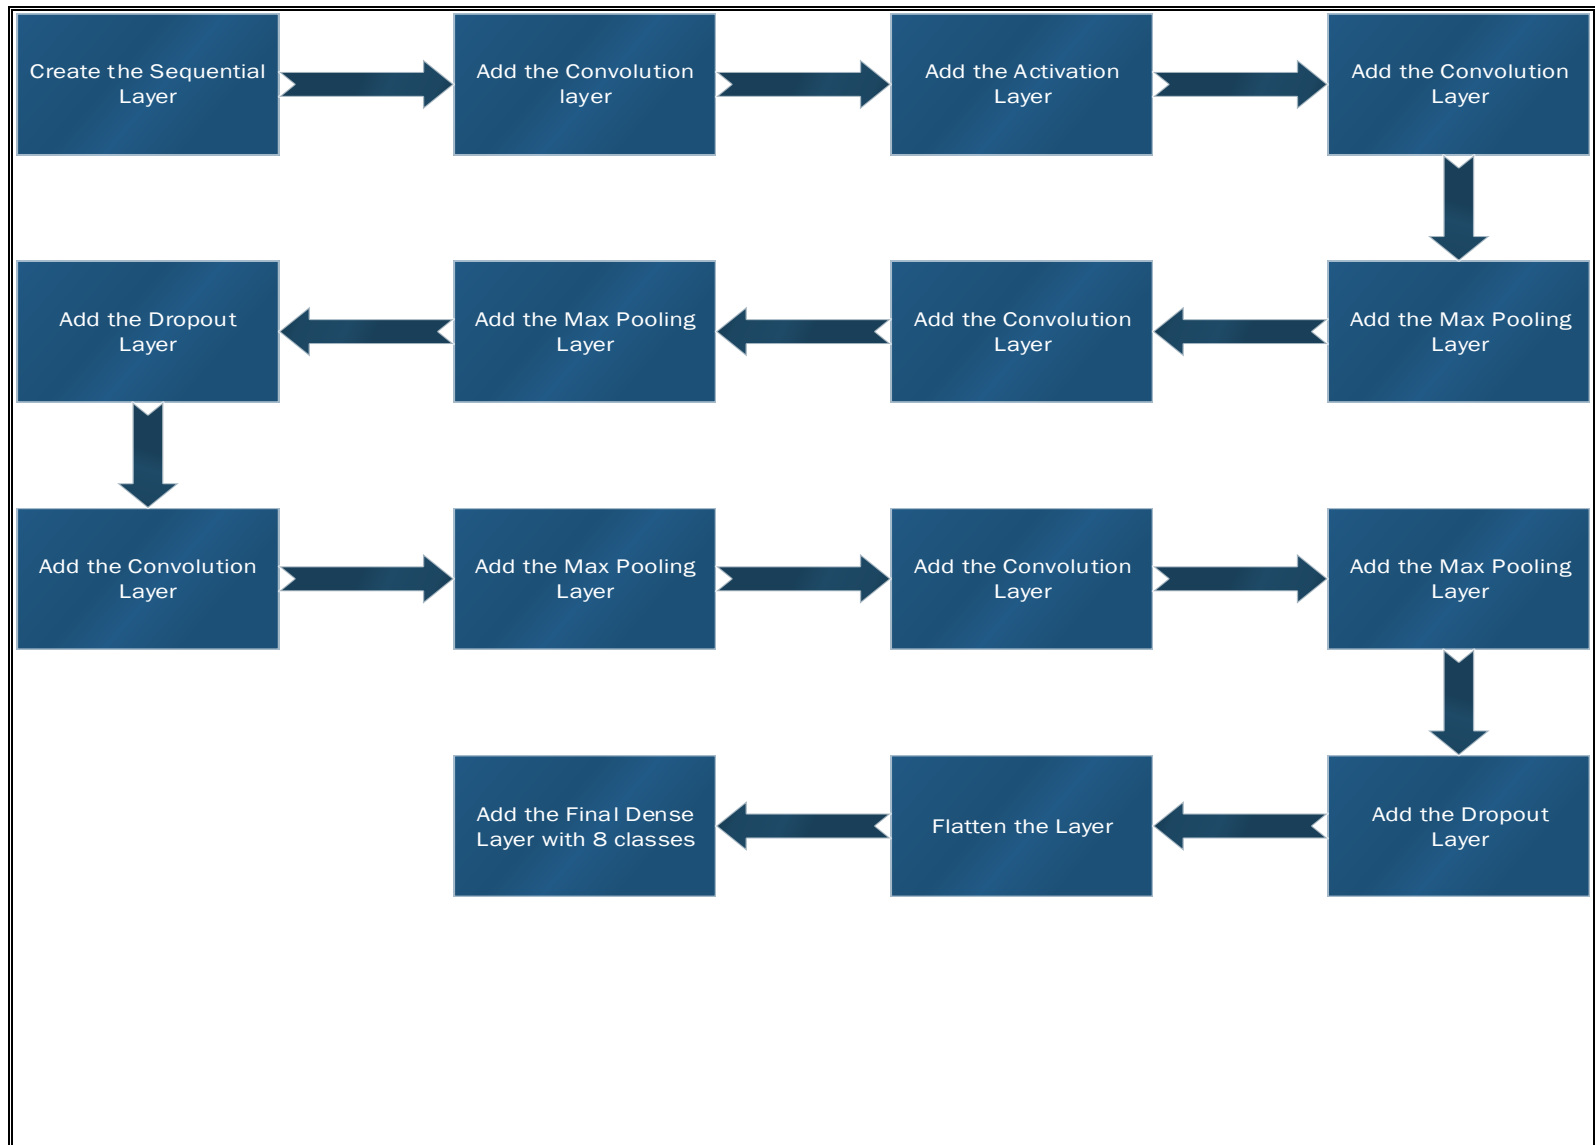 Create the Sequential
Layer
Add the Convolution
layer
Add the Activation
Layer
Add the Convolution
Layer
Add the Max Pooling
Layer
Add the Convolution
Layer
Add the Max Pooling
Layer
Add the Dropout
Layer
Add the Convolution
Layer
Add the Max Pooling
Layer
Add the Convolution
Layer
Add the Max Pooling
Layer
Add the Dropout
Layer
Flatten the Layer
Add the Final Dense
Layer with 8 classes